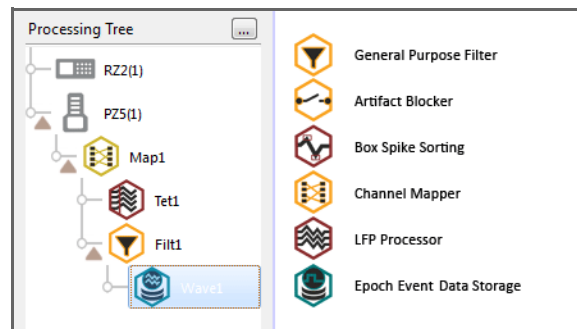 Processing Tree
...
RZ2(1)
PZ5(1)
Map1
Tet1
Filt1
Wave1
General Purpose Filter
Artifact Blocker
Box Spike Sorting
Channel Mapper
LFP Processor
Epoch Event Data Storage